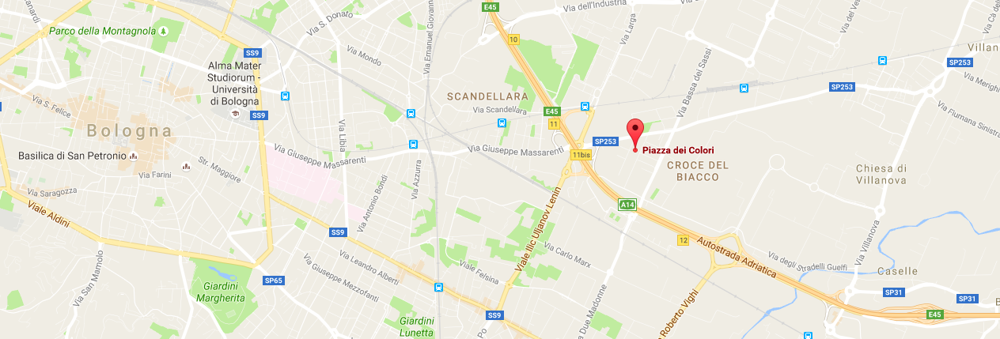 E45
Via dell'Industria
Via Larga
Via Emanuel Giovann
Via S. Donato
Parco della Montagnola
10
SS9
Via Mondo
Villan
SP253
Alma Mater
Studiorum -
Università
di Bologna
Via Bassa dei Sassi
SP253
Via Merighi
SCANDELLARA
Via S. Felice
Via Scandellara
E45
SS9
11
Via Fiumana Sinistra
Bologna
Via Libia
SP253
Piazza dei Colori
Via Giuseppe Massarenti
Via Giuseppe Massarenti
11bis
Basilica di San Petronio
CROCE DEL
BIACCO
Chiesa di
Villanova
Via Farini
Str. Maggiore
Via Azzurra
Via Antonio Bondi
Via Saragozza
Viale Aldini
A14
Viale Ilic Uljanov Lenin
SS9
12
Autostrada Adriatica
Via Villanova
Via Carlo Marx
Via degli Stradelli Guelfi
Caselle
Via Leandro Alberti
Via Giuseppe Mezzofanti
Viale Felsina
Via San Mamolo
SP65
Giardini
Margherita
SP31
SP31
Via Due Madonne
a Roberto Vighi
Giardini
Lunetta
SS9
E45
Po